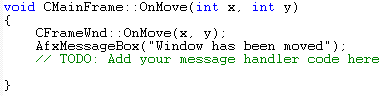 void CMainFrame::OnMove(int x, int y)
{
    CFrameWnd::OnMove(x, y);
    AfxMessageBox("Window has been moved");
    // TODO: Add your message handler code here
}